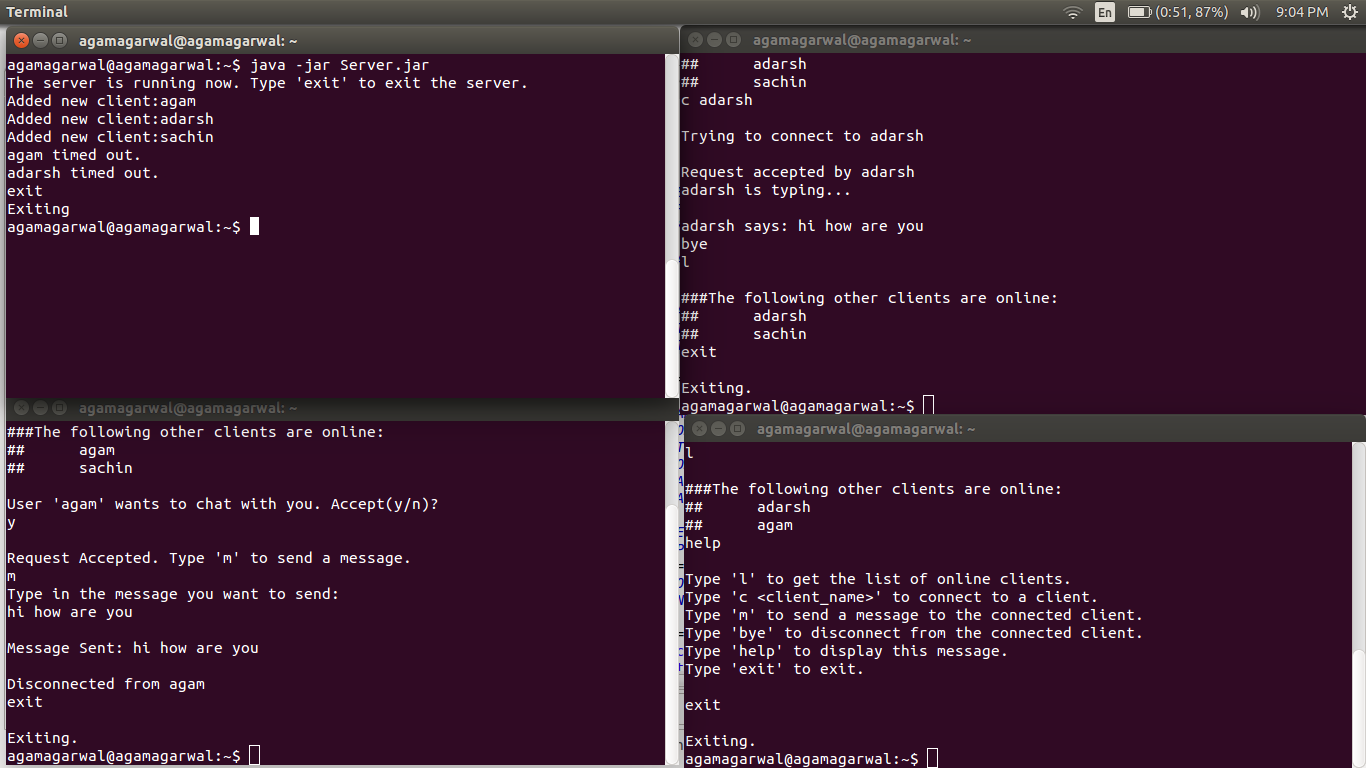 Terminal
En
(0:51, 87%)
9:04 PM
agamagarwal@agamagarwal: ~
agamagarwal@agamagarwal:~$ java -jar Server.jar
The server is running now. Type 'exit' to exit the server.
Added new client:agam
Added new client:adarsh
Added new client:sachin
agam timed out.
adarsh timed out.
exit
Exiting
agamagarwal@agamagarwal:~$
agamagarwal@agamagarwal: ~
##      adarsh
##      sachin
c adarsh
Trying to connect to adarsh
Request accepted by adarsh
adarsh is typing...
adarsh says: hi how are you
bye
l
###The following other clients are online:
##      adarsh
##      sachin
exit
Exiting.
agamagarwal@agamagarwal:~$
agamagarwal@agamagarwal: ~
###The following other clients are online:
##      agam
##      sachin
User 'agam' wants to chat with you. Accept(y/n)?
y
Request Accepted. Type 'm' to send a message.
m
Type in the message you want to send:
hi how are you
Message Sent: hi how are you
Disconnected from agam
exit
Exiting.
agamagarwal@agamagarwal:~$
agamagarwal@agamagarwal: ~
l
###The following other clients are online:
##      adarsh
##      agam
help
Type 'l' to get the list of online clients.
Type 'c <client_name>' to connect to a client.
Type 'm' to send a message to the connected client.
Type 'bye' to disconnect from the connected client.
Type 'help' to display this message.
Type 'exit' to exit.
exit
Exiting.
agamagarwal@agamagarwal:~$